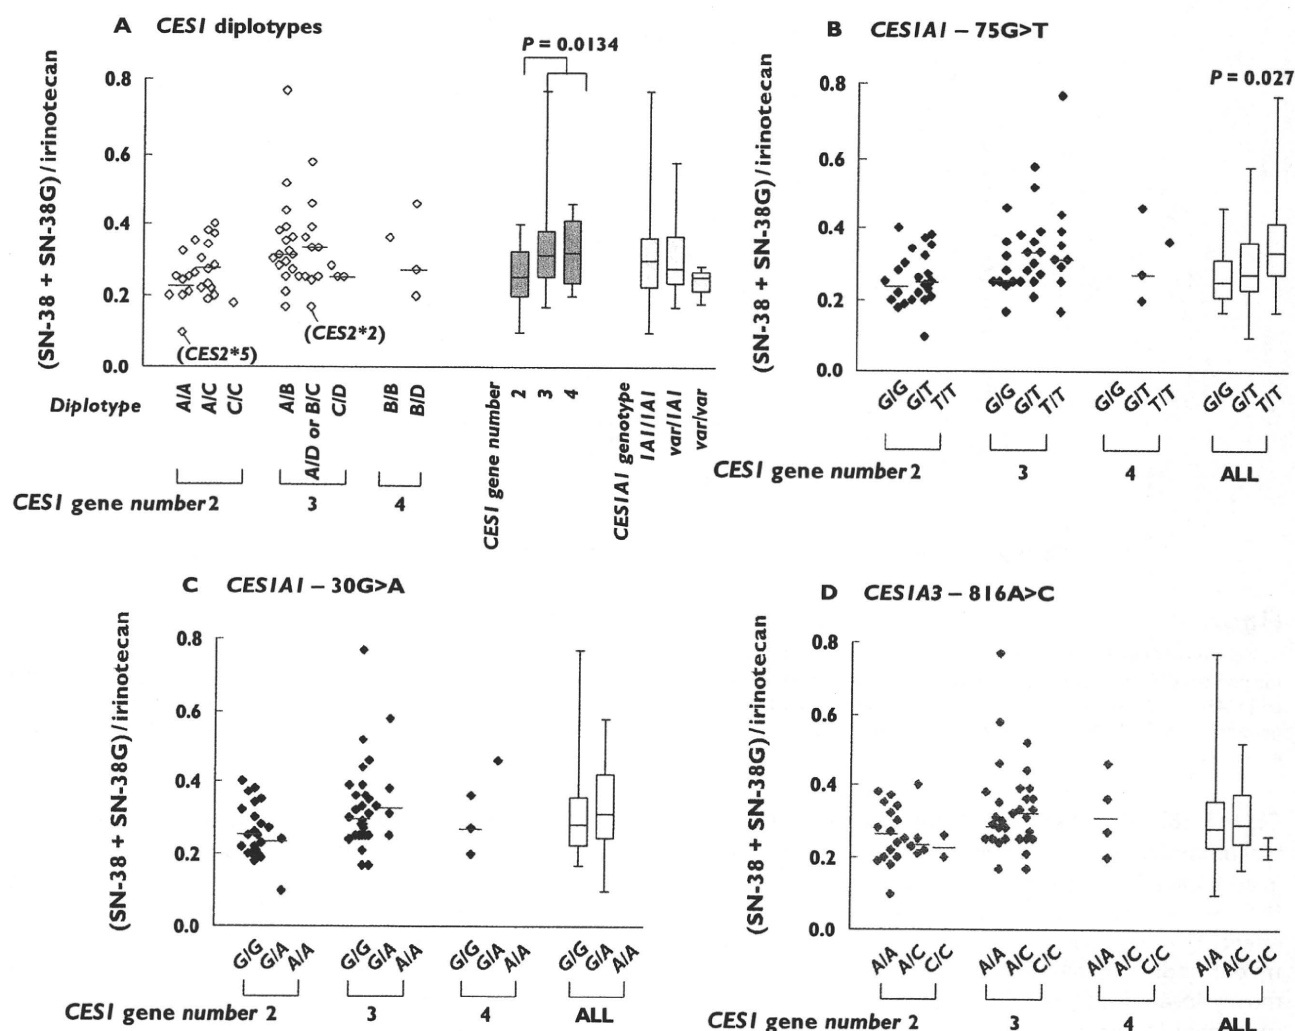 A CES1 diplotypes
P = 0.0134
(SN-38 + SN-38G)/irinotecan
0.8
0.6
0.4
0.2
0.0
(CES2*5)
(CES2*2)
Diplotype
A/A
A/C
C/C
A/B
A/D or B/C
C/D
B/B
B/D
CES1 gene number 2
3
4
CES1 gene number
2
3
4
CES1A1 genotype
1A1/1A1
var/1A1
var/var
B CES1A1 – 75G>T
P = 0.027
(SN-38 + SN-38G)/irinotecan
0.8
0.6
0.4
0.2
0.0
G/G
G/T
T/T
G/G
G/T
T/T
G/G
G/T
T/T
G/G
G/T
T/T
CES1 gene number 2
3
4
ALL
C CES1A1 – 30G>A
(SN-38 + SN-38G)/irinotecan
0.8
0.6
0.4
0.2
0.0
G/G
G/A
A/A
G/G
G/A
A/A
G/G
G/A
A/A
G/G
G/A
A/A
CES1 gene number 2
3
4
ALL
D CES1A3 – 816A>C
(SN-38 + SN-38G)/irinotecan
0.8
0.6
0.4
0.2
0.0
A/A
A/C
C/C
A/A
A/C
C/C
A/A
A/C
C/C
A/A
A/C
C/C
CES1 gene number 2
3
4
ALL